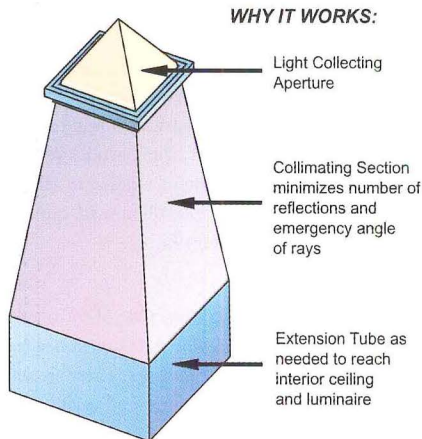 WHY IT WORKS:
Light Collecting
Aperture
Collimating Section
minimizes number of
reflections and
emergency angle
of rays
Extension Tube as
needed to reach
interior ceiling
and luminaire